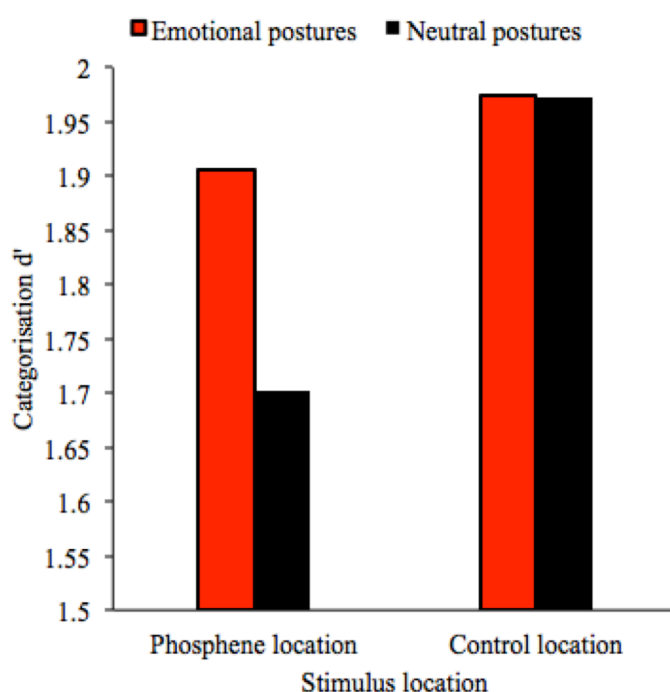 Emotional postures Neutral postures
2
1.95
1.9
1.85
1.8
1.75
1.7
1.65
1.6
1.55
1.5
Categorisation d'
Phosphene location Control location
Stimulus location